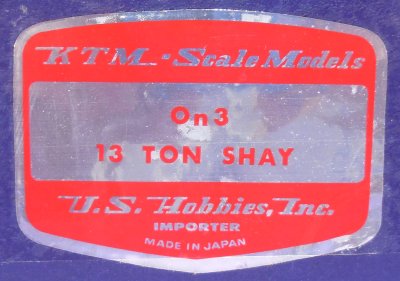 KTM • Scale Models
On3
13 TON SHAY
U.S. Hobbies, Inc.
IMPORTER
MADE IN JAPAN